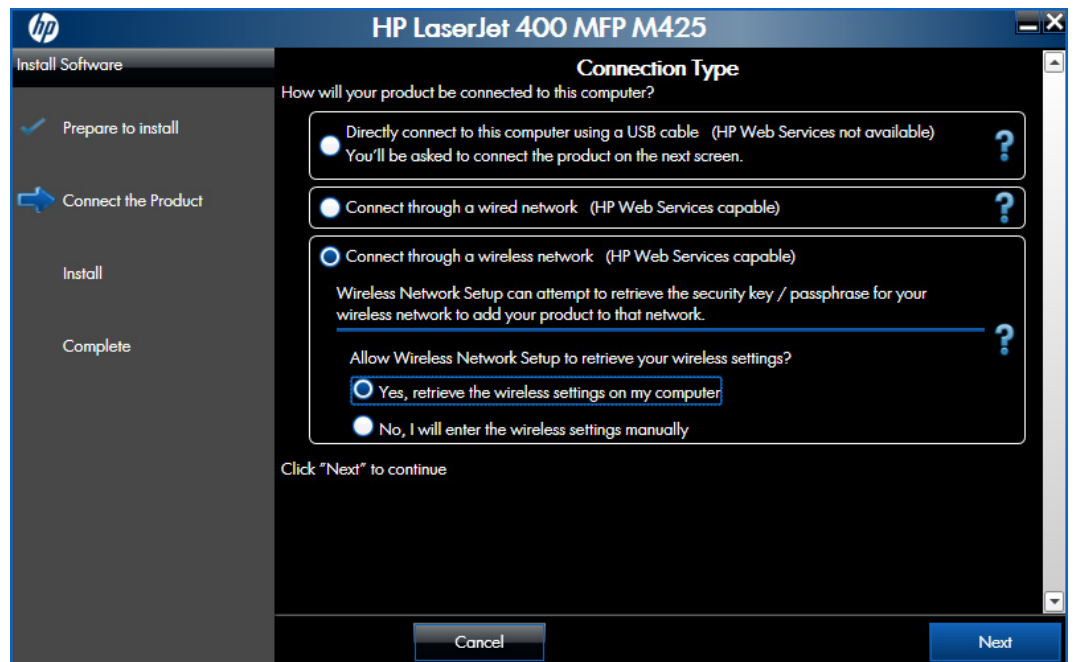 hp
HP LaserJet 400 MFP M425
Install Software
Prepare to install
Connect the Product
Install
Complete
Connection Type
How will your product be connected to this computer?
Directly connect to this computer using a USB cable (HP Web Services not available)
You'll be asked to connect the product on the next screen.
?
Connect through a wired network (HP Web Services capable)
?
Connect through a wireless network (HP Web Services capable)
Wireless Network Setup can attempt to retrieve the security key / passphrase for your
wireless network to add your product to that network.
?
Allow Wireless Network Setup to retrieve your wireless settings?
Yes, retrieve the wireless settings on my computer
No, I will enter the wireless settings manually
Click "Next" to continue
Cancel
Next